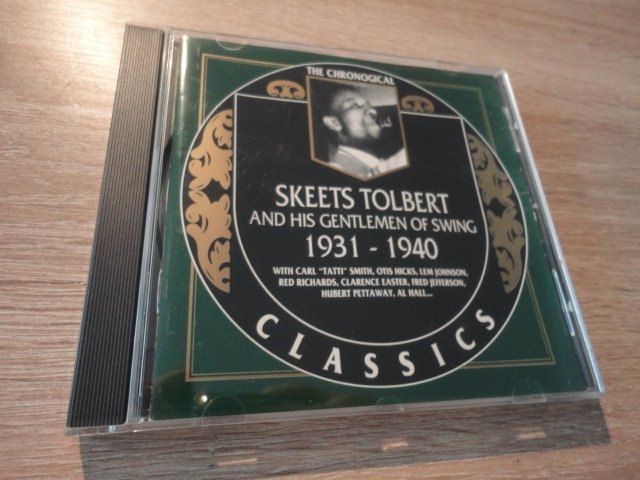 THE CHRONOGICAL
SKEETS TOLBERT
AND HIS GENTLEMEN OF SWING
1931 - 1940
WITH CARL "TATTI" SMITH, OTIS HICKS, LEM JOHNSON,
RED RICHARDS, CLARENCE EASTER, FRED JEFFERSON,
HUBERT PETTAWAY, AL HALL...
CLASSICS